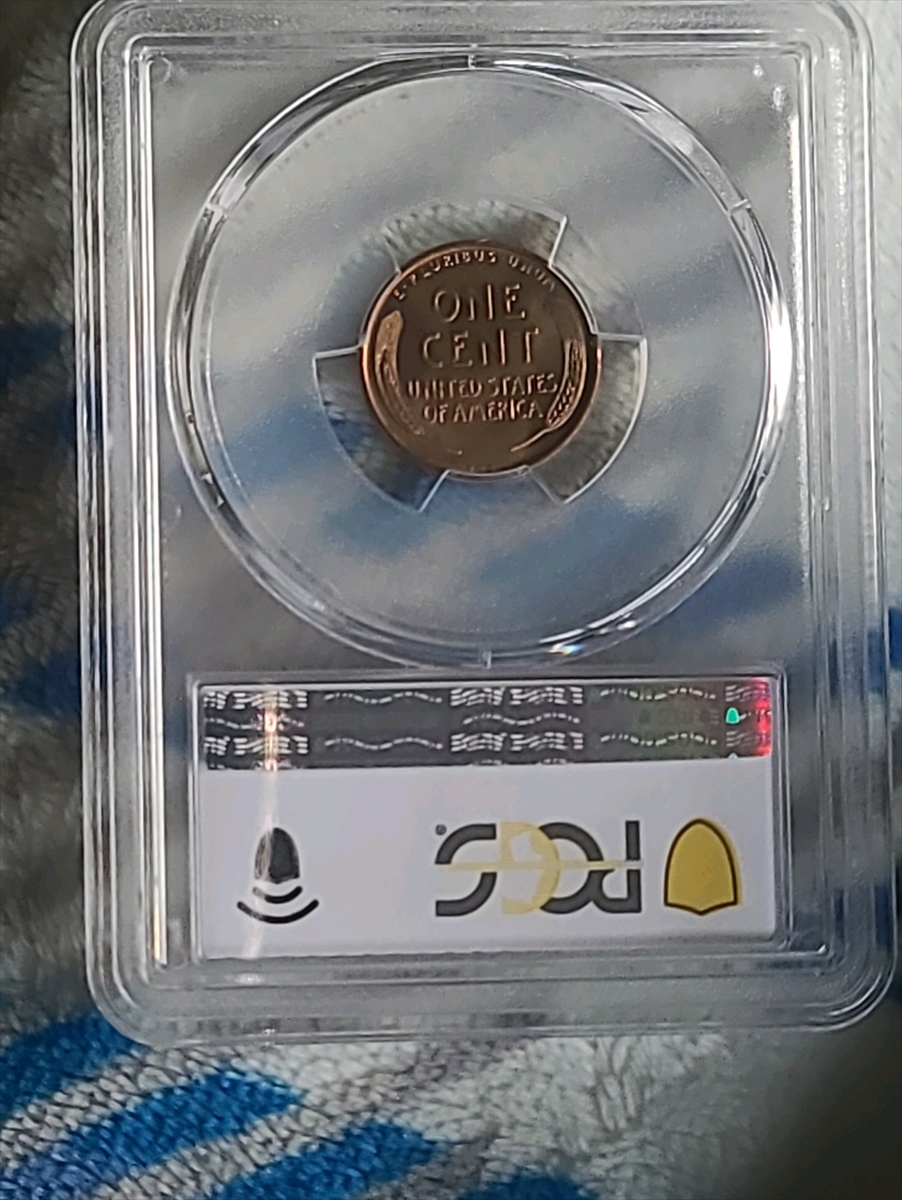 E·PLURIBUS UNUM
ONE
CENT
UNITED STATES
OF AMERICA
PCGS